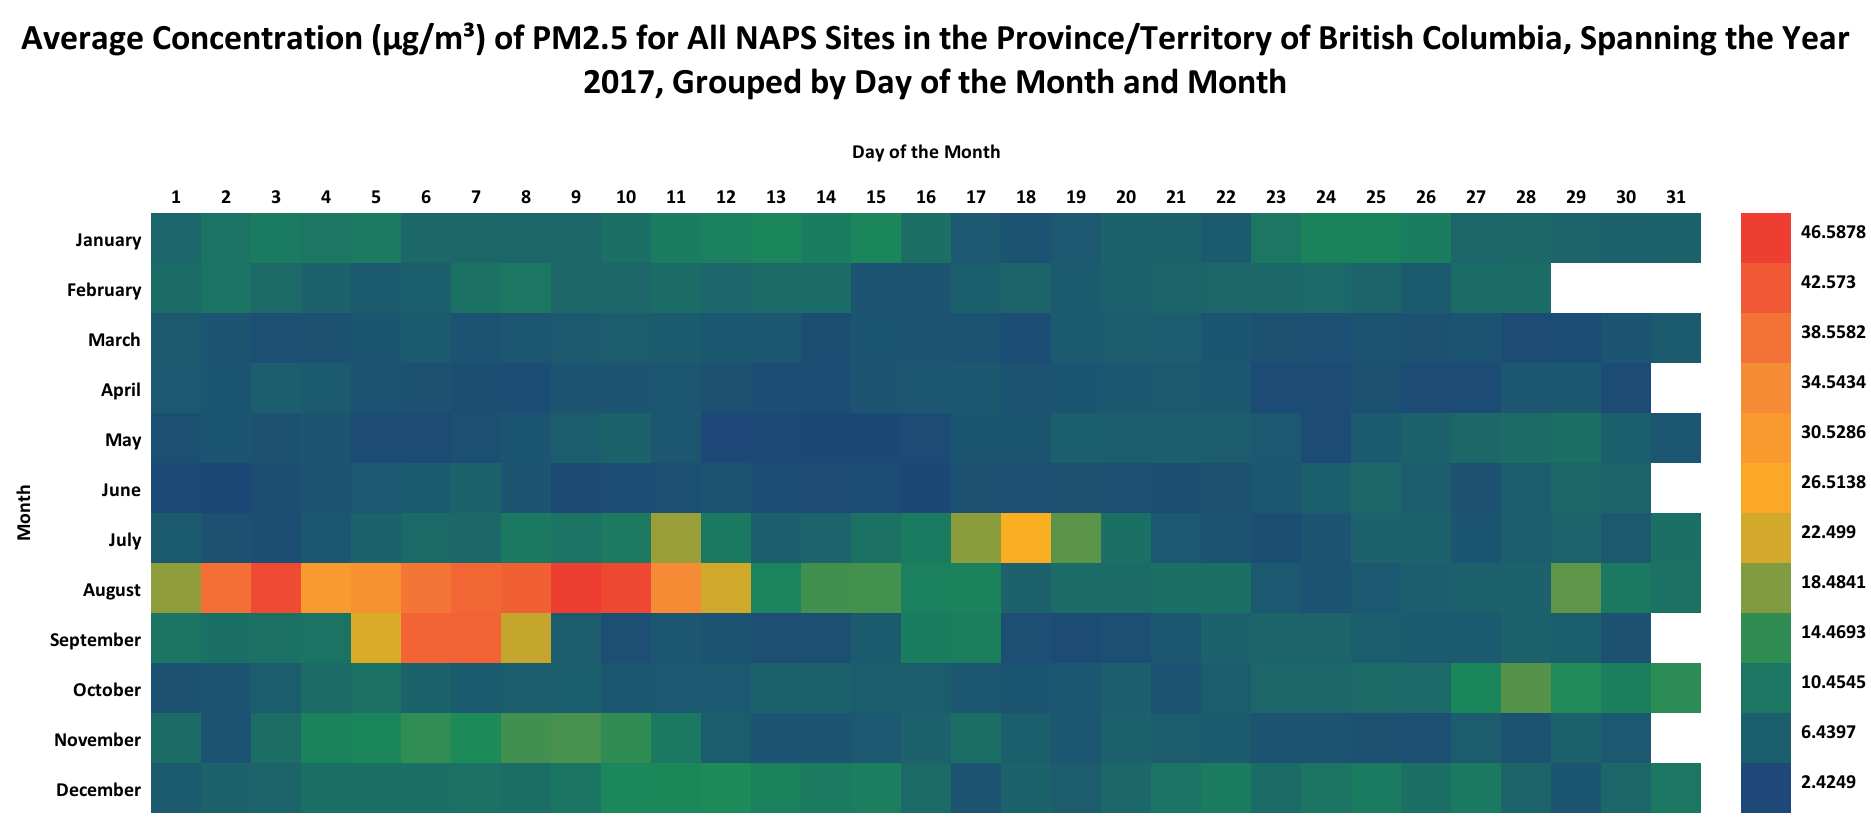 Average Concentration (µg/m³) of PM2.5 for All NAPS Sites in the Province/Territory of British Columbia, Spanning the Year
2017, Grouped by Day of the Month and Month
Day of the Month
1 2 3 4 5 6 7 8 9 10 11 12 13 14 15 16 17 18 19 20 21 22 23 24 25 26 27 28 29 30 31
Month
January
February
March
April
May
June
July
August
September
October
November
December
46.5878
42.573
38.5582
34.5434
30.5286
26.5138
22.499
18.4841
14.4693
10.4545
6.4397
2.4249